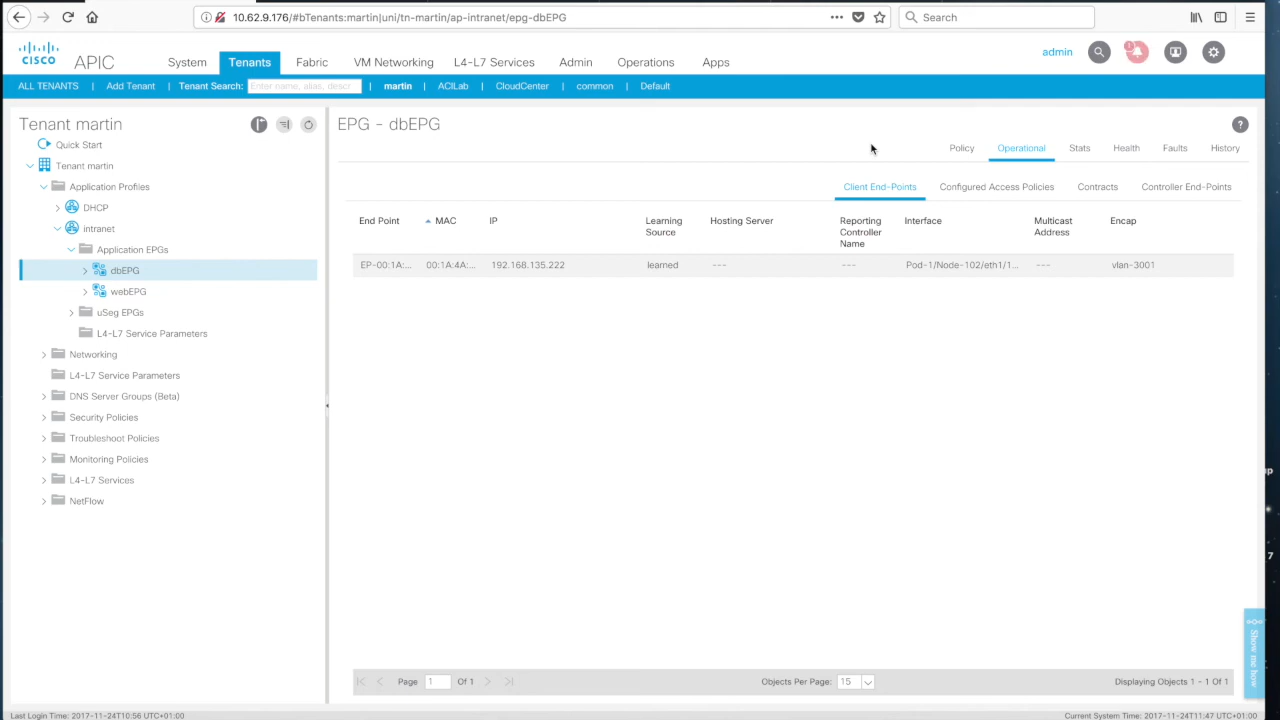 10.62.9.176/#bTenants:martin|uni/tn-martin/ap-intranet/epg-dbEPG
Search
CISCO
APIC
System Tenants Fabric VM Networking L4-L7 Services Admin Operations Apps
admin
1
ALL TENANTS | Add Tenant | Tenant Search: Enter name, alias, descr | martin | ACILab | CloudCenter | common | Default
Tenant martin
Quick Start
Tenant martin
Application Profiles
DHCP
intranet
Application EPGs
dbEPG
webEPG
uSeg EPGs
L4-L7 Service Parameters
Networking
L4-L7 Service Parameters
DNS Server Groups (Beta)
Security Policies
Troubleshoot Policies
Monitoring Policies
L4-L7 Services
NetFlow
EPG - dbEPG
?
Policy Operational Stats Health Faults History
Client End-Points Configured Access Policies Contracts Controller End-Points
End Point MAC IP Learning Source Hosting Server Reporting Controller Name Interface Multicast Address Encap
EP-00:1A:... 00:1A:4A:... 192.168.135.222 learned --- --- Pod-1/Node-102/eth1/1... --- vlan-3001
Page 1 Of 1
Objects Per Page: 15
Displaying Objects 1 - 1 Of 1
Show me how
up
7
Last Login Time: 2017-11-24T10:56 UTC+01:00
Current System Time: 2017-11-24T11:47 UTC+01:00